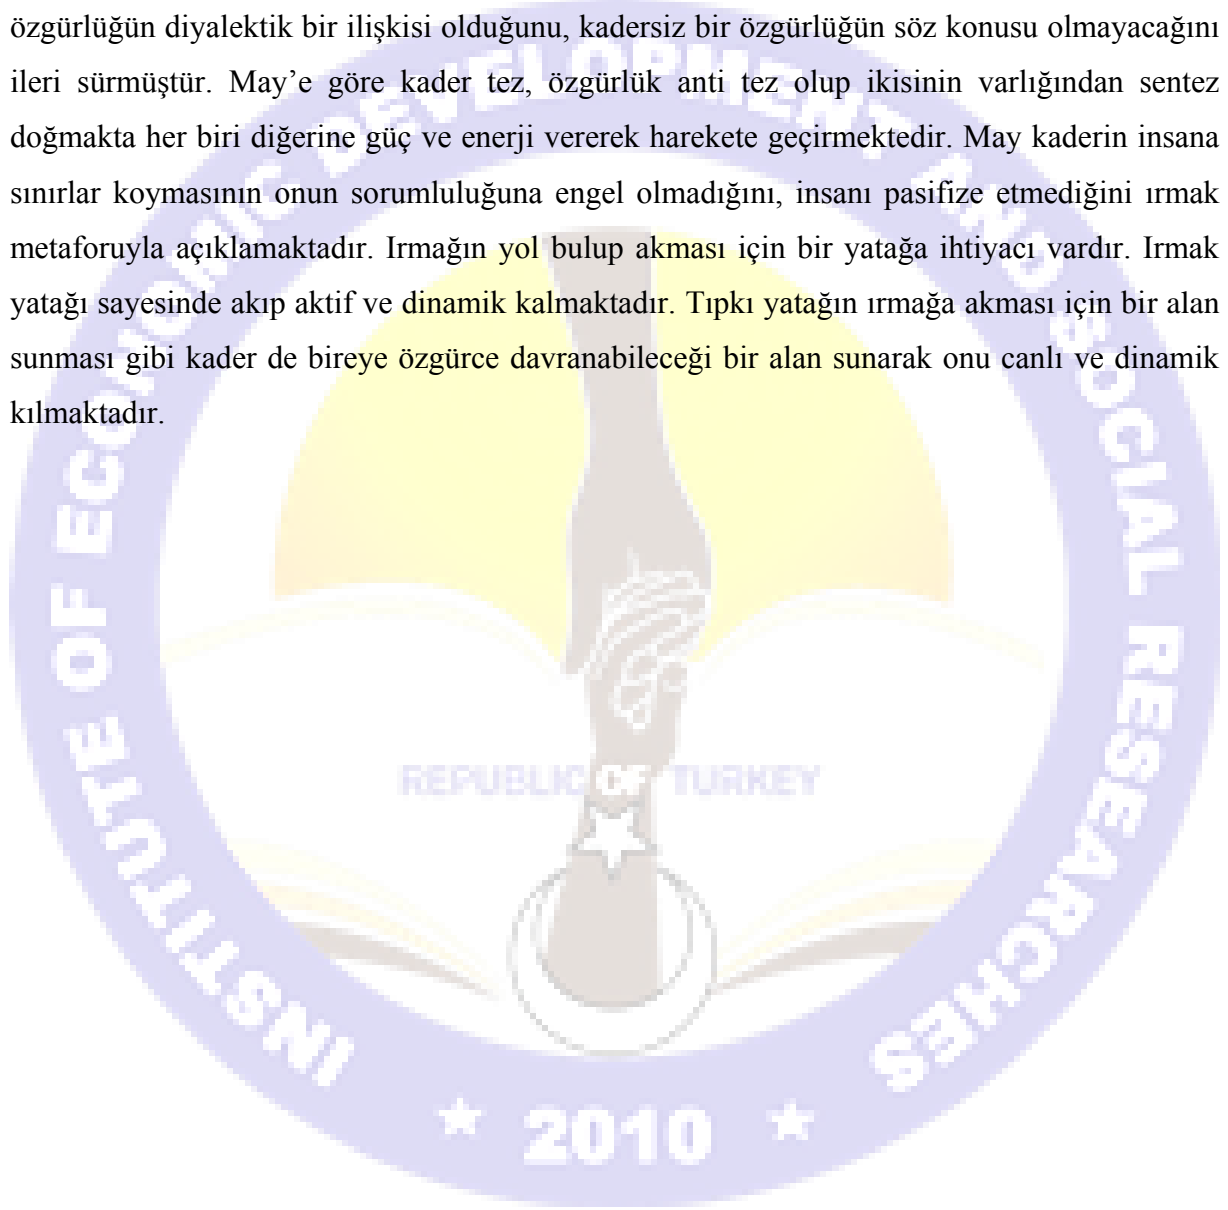 özgürlüğün diyalektik bir ilişkisi olduğunu, kadersiz bir özgürlüğün söz konusu olmayacağını
ileri sürmüştür. May’e göre kader tez, özgürlük anti tez olup ikisinin varlığından sentez
doğmakta her biri diğerine güç ve enerji vererek harekete geçirmektedir. May kaderin insana
sınırlar koymasının onun sorumluluğuna engel olmadığını, insanı pasifize etmediğini ırmak
metaforuyla açıklamaktadır. Irmağın yol bulup akması için bir yatağa ihtiyacı vardır. Irmak
yatağı sayesinde akıp aktif ve dinamik kalmaktadır. Tıpkı yatağın ırmağa akması için bir alan
sunması gibi kader de bireye özgürce davranabileceği bir alan sunarak onu canlı ve dinamik
kılmaktadır.
INSTITUTE OF ECONOMIC DEVELOPMENT AND SOCIAL RESEARCHES
REPUBLIC OF TURKEY
★ 2010 ★